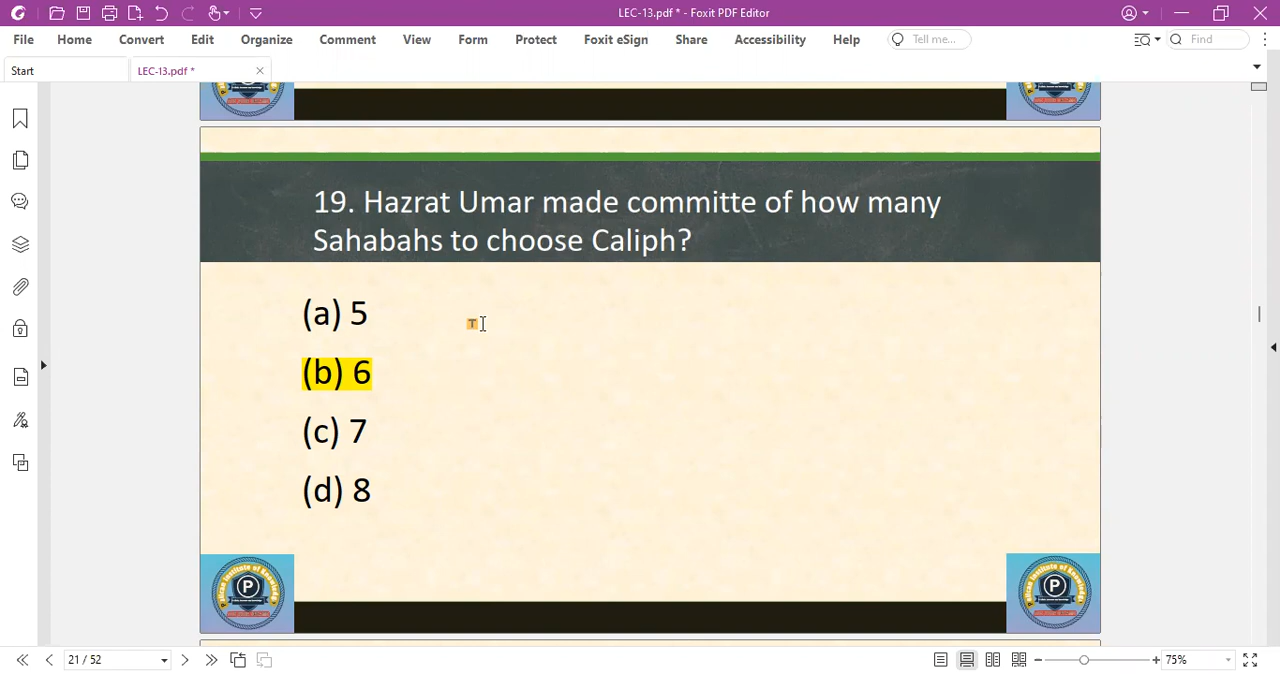 LEC-13.pdf * - Foxit PDF Editor
File Home Convert Edit Organize Comment View Form Protect Foxit eSign Share Accessibility Help Tell me... Find
Start LEC-13.pdf *
19. Hazrat Umar made committe of how many
Sahabahs to choose Caliph?
(a) 5
(b) 6
(c) 7
(d) 8
P
P
21 / 52 75%